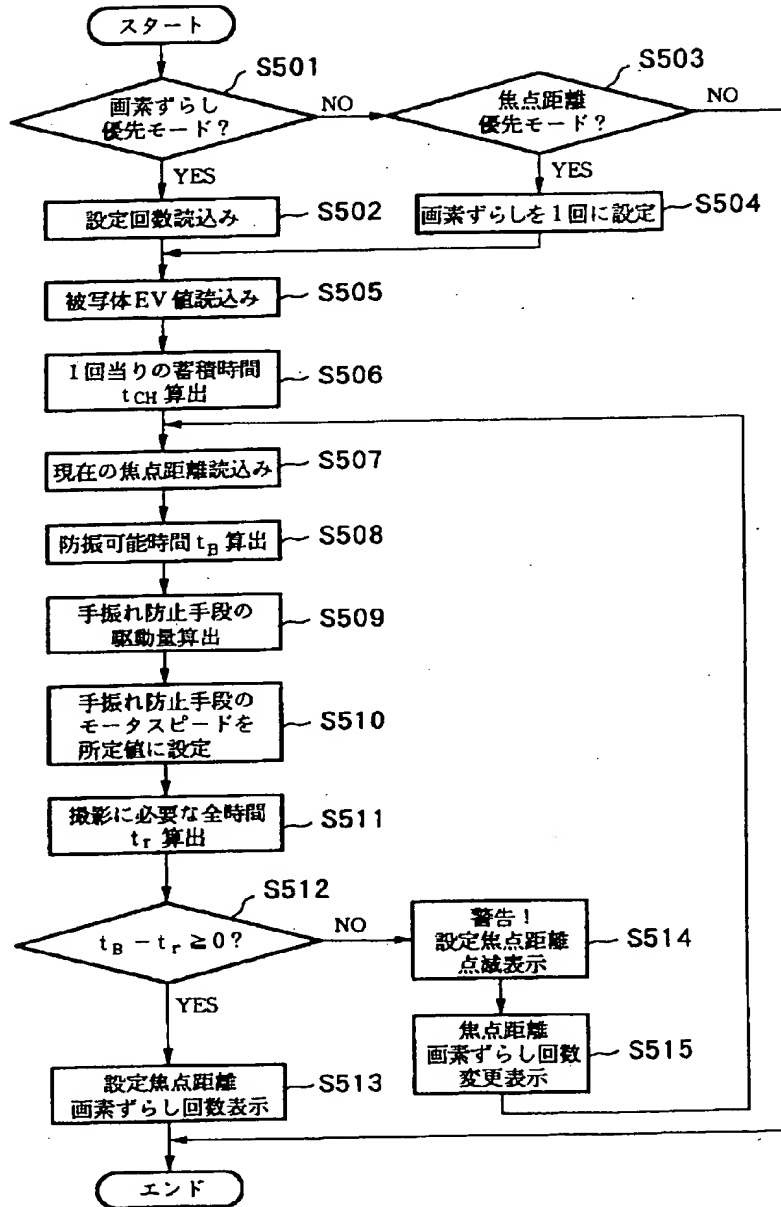 スタート
S501
画素ずらし
優先モード?
NO
YES
S503
焦点距離
優先モード?
NO
YES
S502
設定回数読込み
S504
画素ずらしを1回に設定
S505
被写体EV値読込み
S506
1回当りの蓄積時間
tCH 算出
S507
現在の焦点距離読込み
S508
防振可能時間 tB 算出
S509
手振れ防止手段の
駆動量算出
S510
手振れ防止手段の
モータスピードを
所定値に設定
S511
撮影に必要な全時間
tr 算出
S512
tB − tr ≧ 0?
NO
YES
S514
警告!
設定焦点距離
点滅表示
S515
焦点距離
画素ずらし回数
変更表示
S513
設定焦点距離
画素ずらし回数表示
エンド